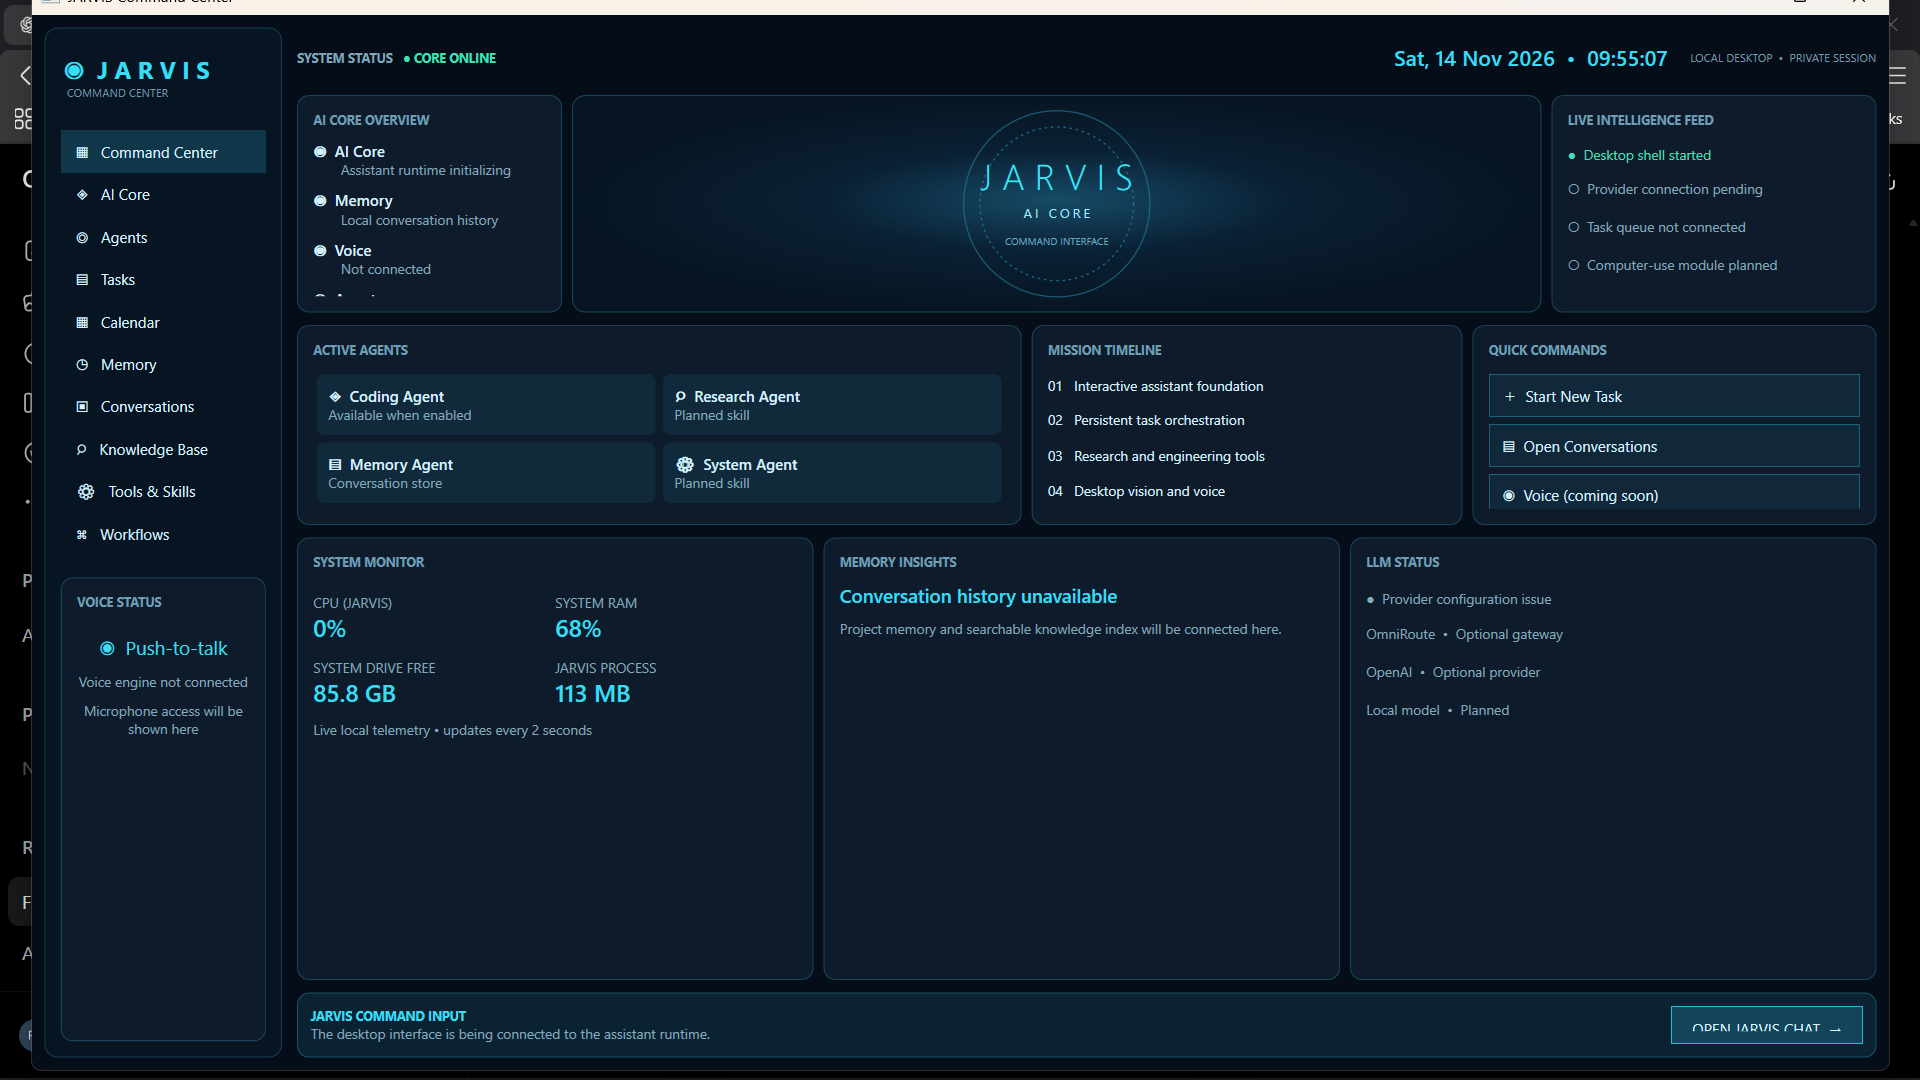 JARVIS Command Center
JARVIS
COMMAND CENTER
Command Center
AI Core
Agents
Tasks
Calendar
Memory
Conversations
Knowledge Base
Tools & Skills
Workflows
VOICE STATUS
Push-to-talk
Voice engine not connected
Microphone access will be
shown here
SYSTEM STATUS • CORE ONLINE
Sat, 14 Nov 2026 • 09:55:07
LOCAL DESKTOP • PRIVATE SESSION
AI CORE OVERVIEW
AI Core
Assistant runtime initializing
Memory
Local conversation history
Voice
Not connected
JARVIS
AI CORE
COMMAND INTERFACE
LIVE INTELLIGENCE FEED
● Desktop shell started
○ Provider connection pending
○ Task queue not connected
○ Computer-use module planned
ACTIVE AGENTS
Coding Agent
Available when enabled
Research Agent
Planned skill
Memory Agent
Conversation store
System Agent
Planned skill
MISSION TIMELINE
01 Interactive assistant foundation
02 Persistent task orchestration
03 Research and engineering tools
04 Desktop vision and voice
QUICK COMMANDS
+ Start New Task
Open Conversations
Voice (coming soon)
SYSTEM MONITOR
CPU (JARVIS)
0%
SYSTEM RAM
68%
SYSTEM DRIVE FREE
85.8 GB
JARVIS PROCESS
113 MB
Live local telemetry • updates every 2 seconds
MEMORY INSIGHTS
Conversation history unavailable
Project memory and searchable knowledge index will be connected here.
LLM STATUS
● Provider configuration issue
OmniRoute • Optional gateway
OpenAI • Optional provider
Local model • Planned
JARVIS COMMAND INPUT
The desktop interface is being connected to the assistant runtime.
OPEN JARVIS CHAT →